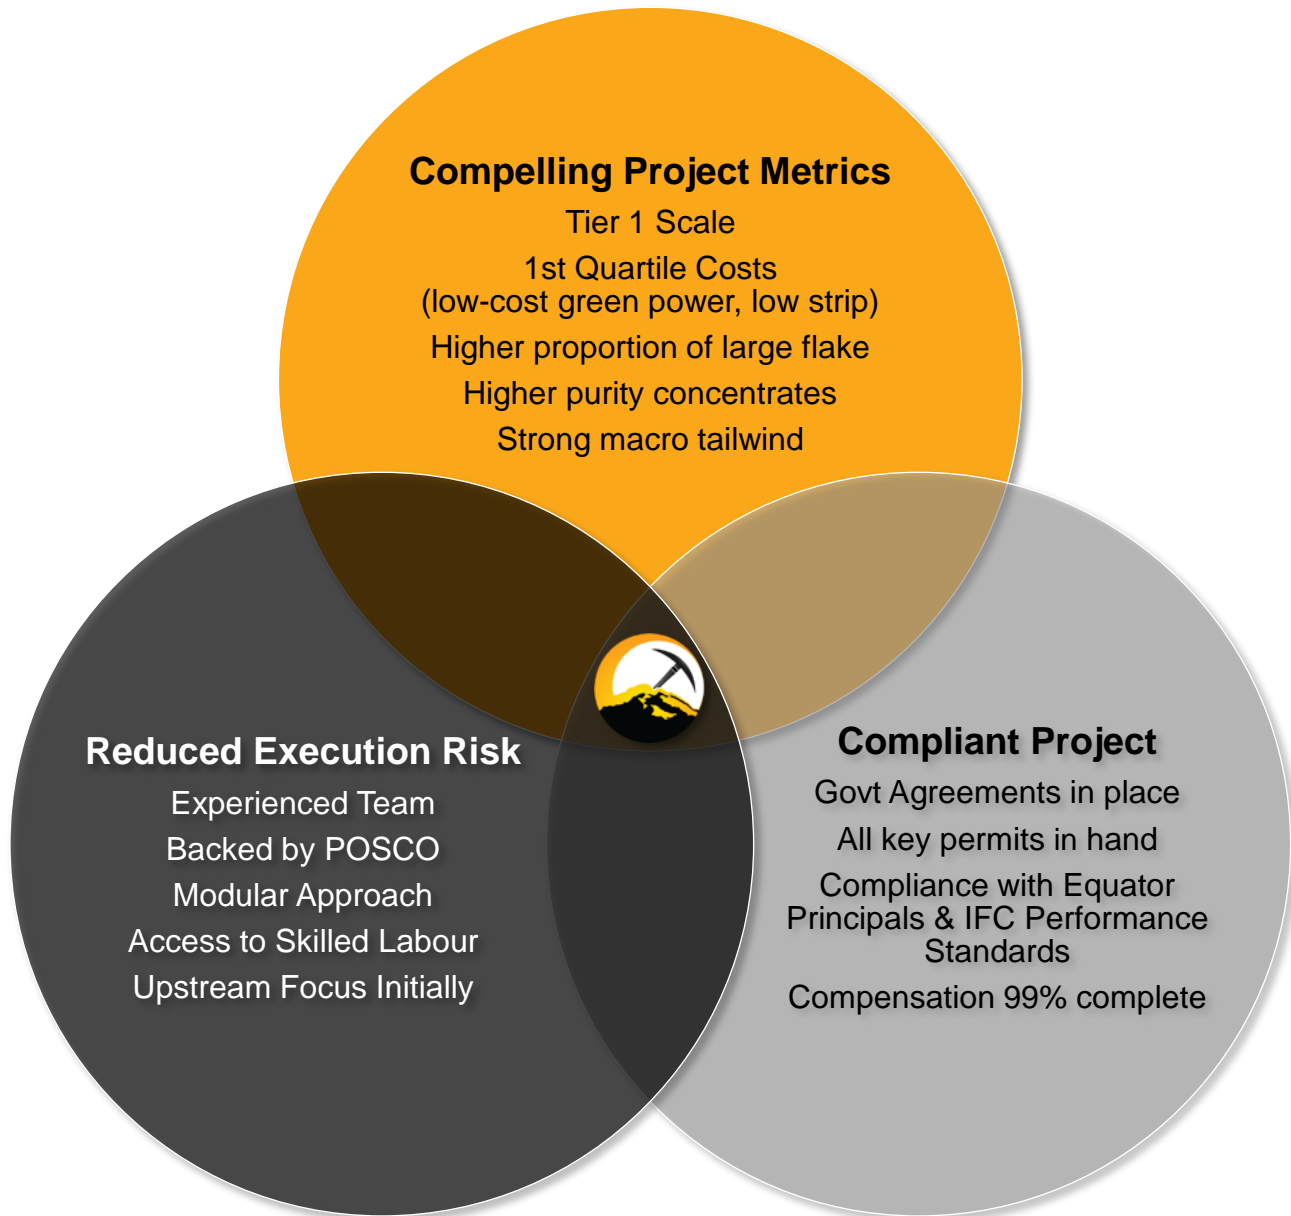 Compelling Project Metrics
Tier 1 Scale
1st Quartile Costs
(low-cost green power, low strip)
Higher proportion of large flake
Higher purity concentrates
Strong macro tailwind
Reduced Execution Risk
Experienced Team
Backed by POSCO
Modular Approach
Access to Skilled Labour
Upstream Focus Initially
Compliant Project
Govt Agreements in place
All key permits in hand
Compliance with Equator
Principals & IFC Performance
Standards
Compensation 99% complete